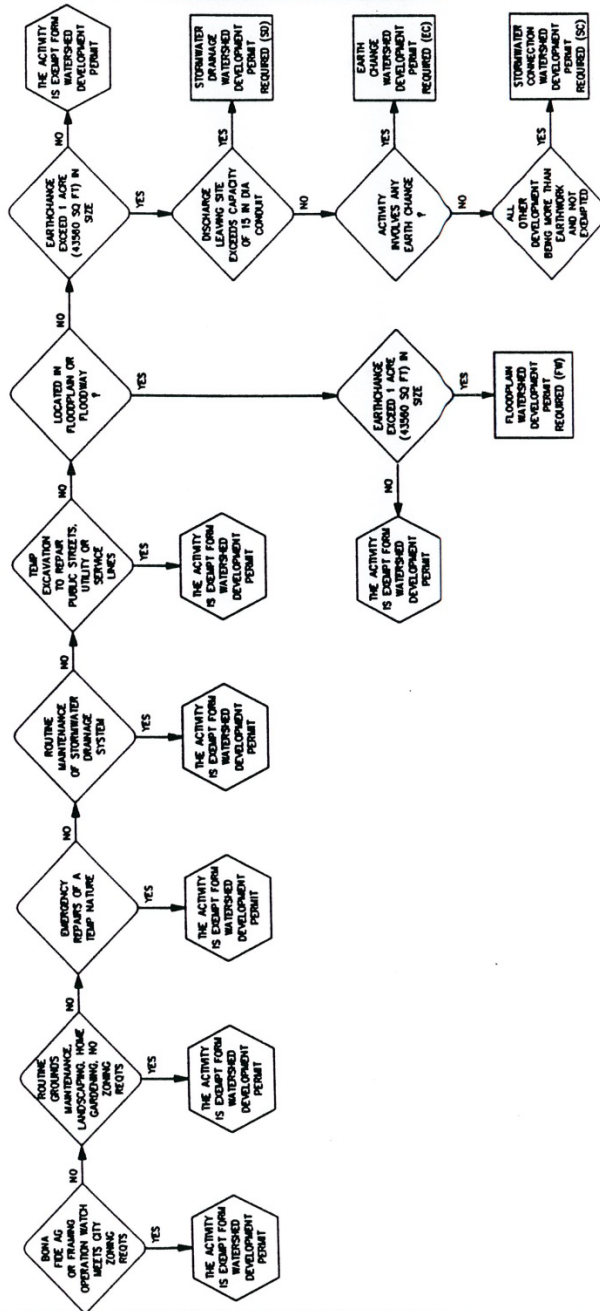 BONA
FIDE AG
OR FRAMING
OPERATION WATCH
MEETS CITY
ZONING
REQTS
NO
YES
THE ACTIVITY
IS EXEMPT FORM
WATERSHED
DEVELOPMENT
PERMIT
ROUTINE
GROUNDS
MAINTENANCE,
LANDSCAPING, HOME
GARDENING, NO
ZONING
REQTS
NO
YES
THE ACTIVITY
IS EXEMPT FORM
WATERSHED
DEVELOPMENT
PERMIT
EMERGENCY
REPAIRS OF A
TEMP NATURE
NO
YES
THE ACTIVITY
IS EXEMPT FORM
WATERSHED
DEVELOPMENT
PERMIT
ROUTINE
MAINTENANCE
OF STORMWATER
DRAINAGE
SYSTEM
NO
YES
THE ACTIVITY
IS EXEMPT FORM
WATERSHED
DEVELOPMENT
PERMIT
TEMP
EXCAVATION
TO REPAIR
PUBLIC STREETS,
UTILITY OR
SERVICE
LINES
NO
YES
THE ACTIVITY
IS EXEMPT FORM
WATERSHED
DEVELOPMENT
PERMIT
LOCATED IN
FLOODPLAIN OR
FLOODWAY
?
NO
YES
EARTHCHANGE
EXCEED 1 ACRE
(43560 SQ FT) IN
SIZE
NO
THE ACTIVITY
IS EXEMPT FORM
WATERSHED
DEVELOPMENT
PERMIT
YES
FLOODPLAIN
WATERSHED
DEVELOPMENT
PERMIT
REQUIRED (FW)
EARTHCHANGE
EXCEED 1 ACRE
(43560 SQ FT) IN
SIZE
NO
THE ACTIVITY
IS EXEMPT FORM
WATERSHED
DEVELOPMENT
PERMIT
YES
DISCHARGE
LEAVING SITE
EXCEEDS CAPACITY
OF 15 IN DIA
CONDUIT
YES
STORMWATER
DRAINAGE
WATERSHED
DEVELOPMENT
PERMIT
REQUIRED (SD)
NO
ACTIVITY
INVOLVES ANY
EARTH CHANGE
?
YES
EARTH
CHANGE
WATERSHED
DEVELOPMENT
PERMIT
REQUIRED (EC)
NO
ALL
OTHER
DEVELOPMENT
BEING MORE THAN
EARTHWORK
AND NOT
EXEMPTED
YES
STORMWATER
CONNECTION
WATERSHED
DEVELOPMENT
PERMIT
REQUIRED (SC)